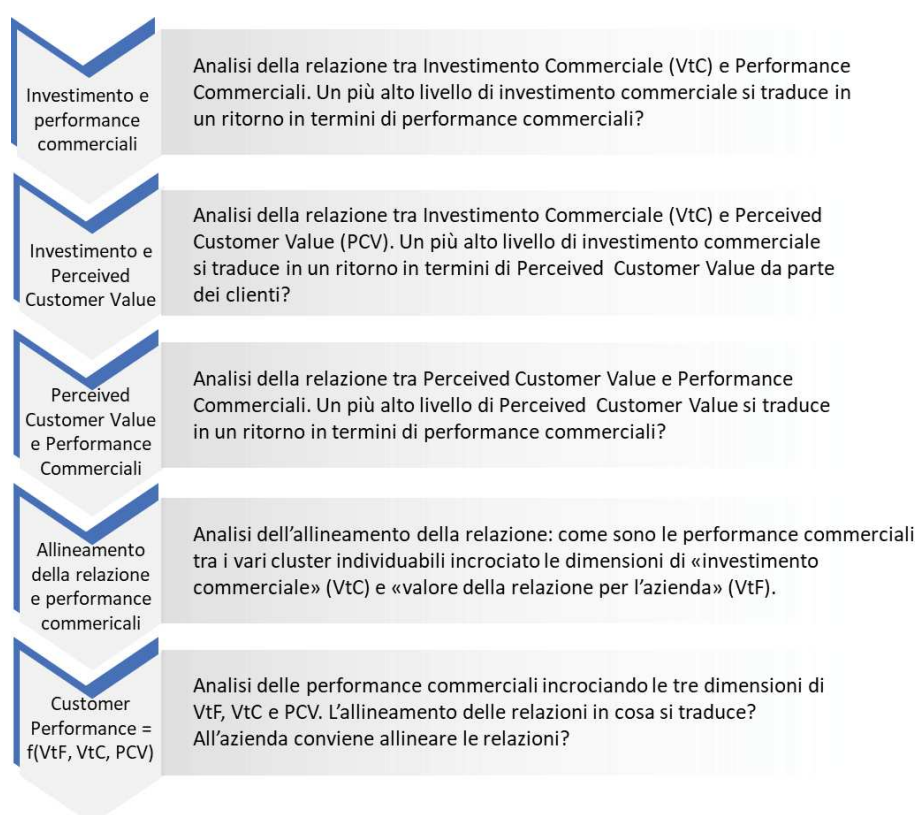 Investimento e
performance
commerciali
Analisi della relazione tra Investimento Commerciale (VtC) e Performance
Commerciali. Un più alto livello di investimento commerciale si traduce in
un ritorno in termini di performance commerciali?
Investimento e
Perceived
Customer Value
Analisi della relazione tra Investimento Commerciale (VtC) e Perceived
Customer Value (PCV). Un più alto livello di investimento commerciale
si traduce in un ritorno in termini di Perceived Customer Value da parte
dei clienti?
Perceived
Customer Value
e Performance
Commerciali
Analisi della relazione tra Perceived Customer Value e Performance
Commerciali. Un più alto livello di Perceived Customer Value si traduce
in un ritorno in termini di performance commerciali?
Allineamento
della relazione
e performance
commericali
Analisi dell’allineamento della relazione: come sono le performance commerciali
tra i vari cluster individuabili incrociato le dimensioni di «investimento
commerciale» (VtC) e «valore della relazione per l’azienda» (VtF).
Customer
Performance =
f(VtF, VtC, PCV)
Analisi delle performance commerciali incrociando le tre dimensioni di
VtF, VtC e PCV. L’allineamento delle relazioni in cosa si traduce?
All’azienda conviene allineare le relazioni?